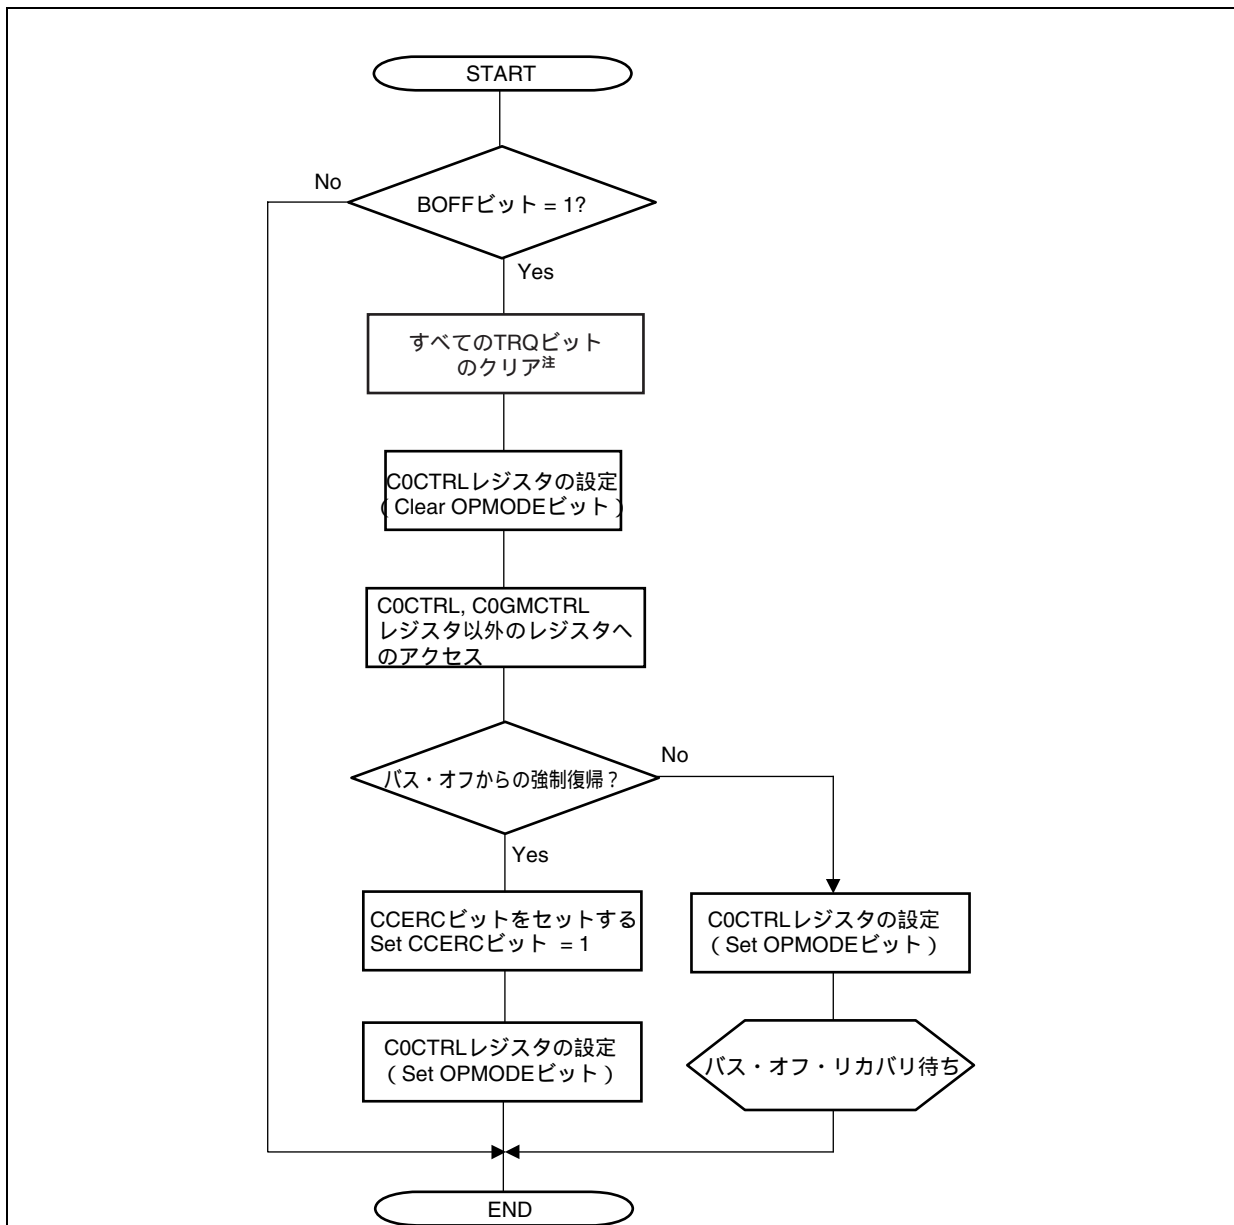 START
No
BOFFビット = 1?
Yes
すべてのTRQビット
のクリア注
C0CTRLレジスタの設定
( Clear OPMODEビット )
C0CTRL, C0GMCTRL
レジスタ以外のレジスタへ
のアクセス
バス・オフからの強制復帰？
No
Yes
CCERCビットをセットする
Set CCERCビット = 1
C0CTRLレジスタの設定
( Set OPMODEビット )
C0CTRLレジスタの設定
( Set OPMODEビット )
バス・オフ・リカバリ待ち
END